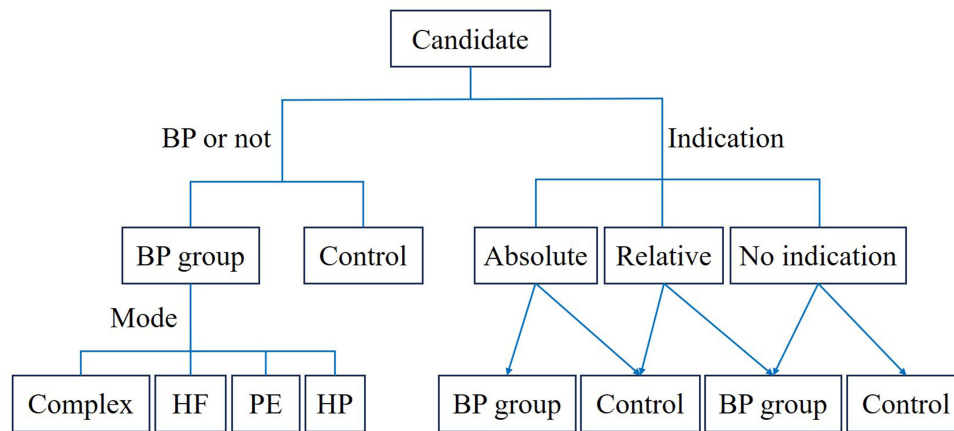 Candidate
BP or not
Indication
BP group
Control
Absolute
Relative
No indication
Mode
Complex
HF
PE
HP
BP group
Control
BP group
Control